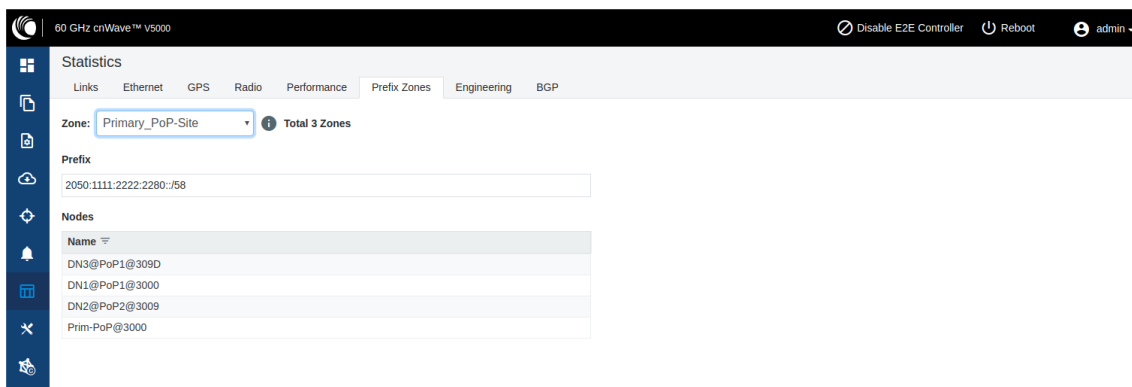 60 GHz cnWave™ V5000
Disable E2E Controller
Reboot
admin
Statistics
Links Ethernet GPS Radio Performance Prefix Zones Engineering BGP
Zone: Primary_PoP-Site Total 3 Zones
Prefix
2050:1111:2222:2280::/58
Nodes
Name
DN3@PoP1@309D
DN1@PoP1@3000
DN2@PoP2@3009
Prim-PoP@3000